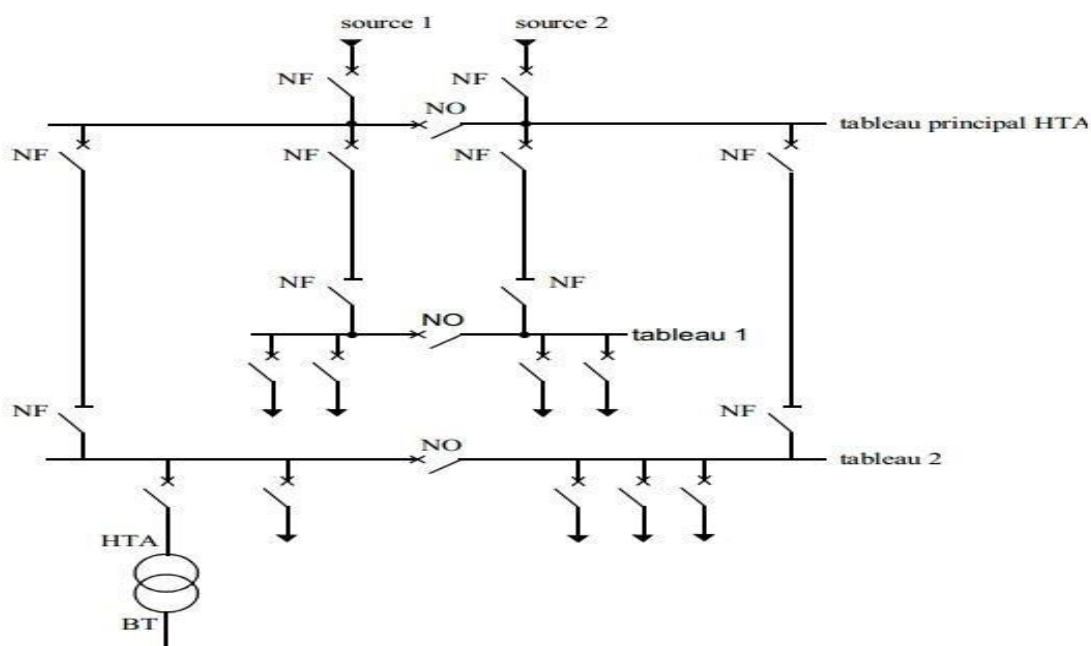 source 1 source 2
NF NF
NO
tableau principal HTA
NF NF NF NF
NF NF
NO
tableau 1
NF NF
NO
tableau 2
HTA
BT